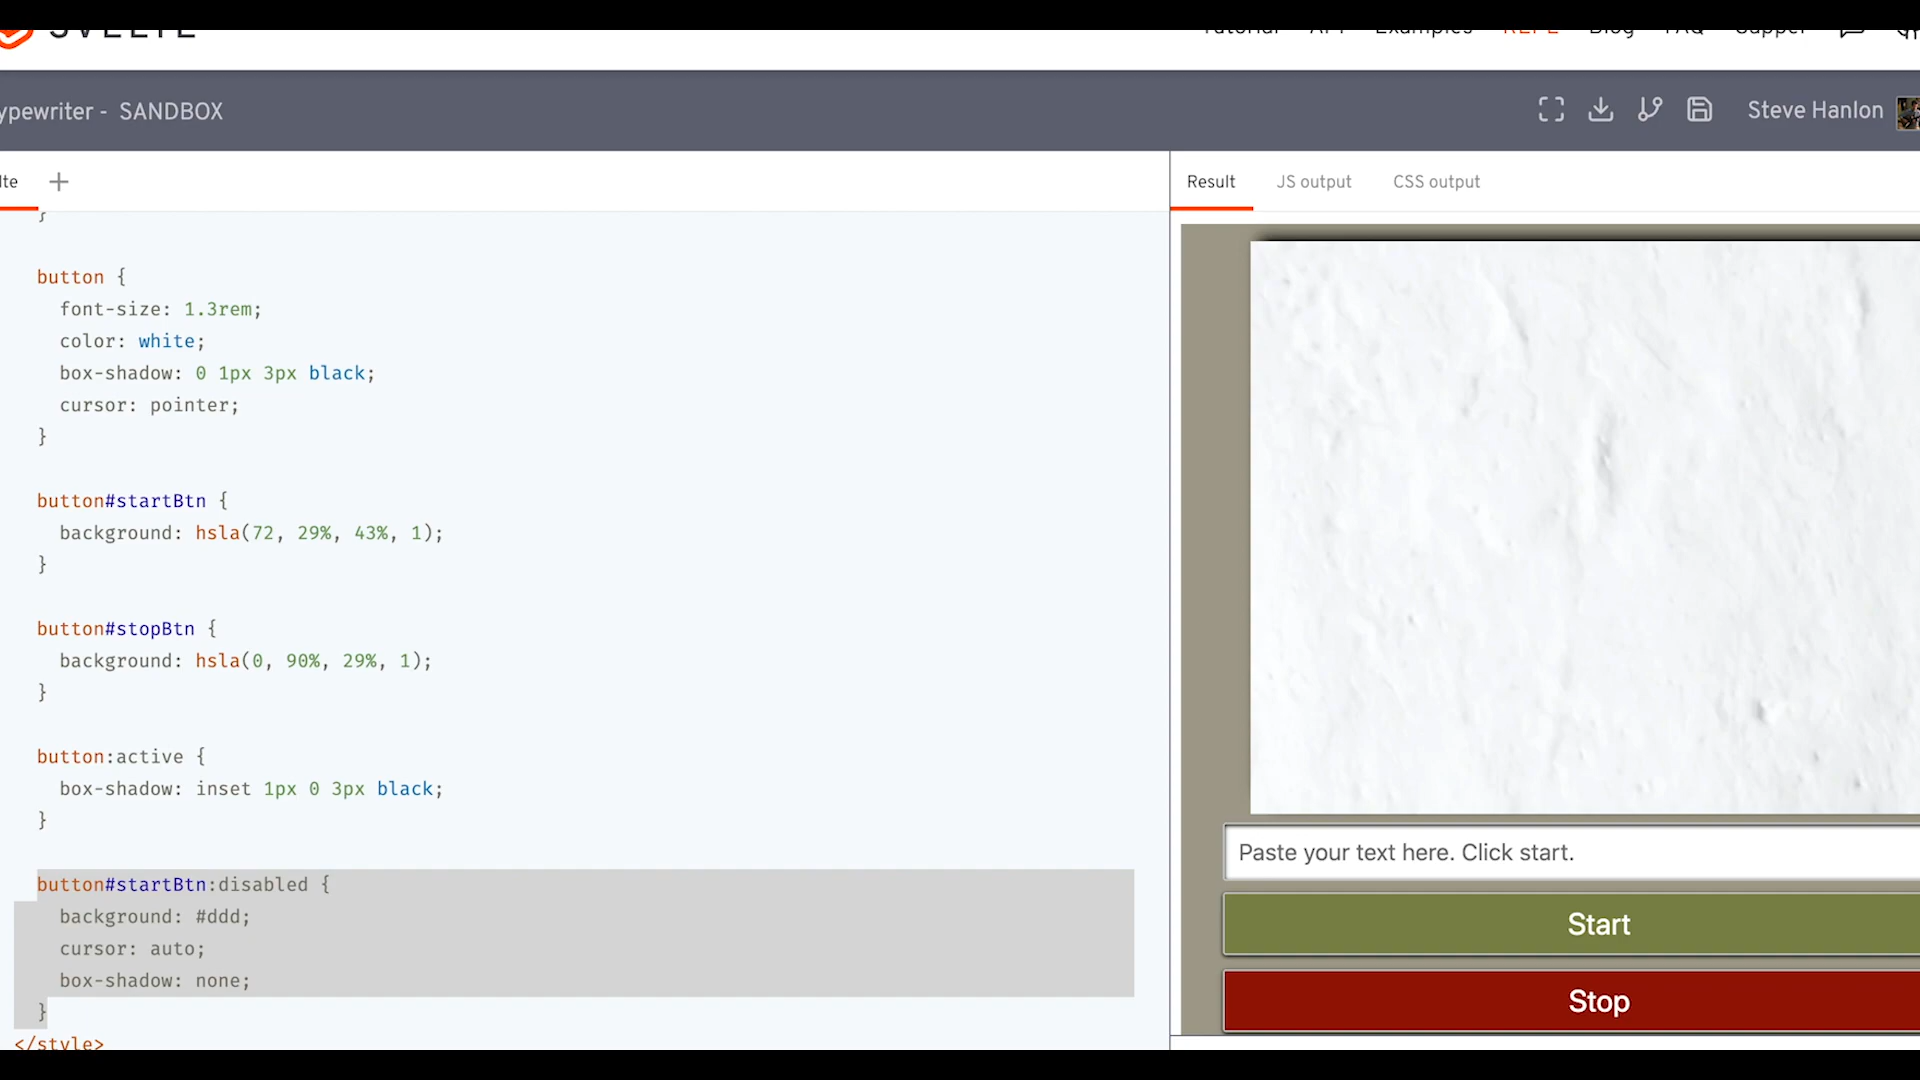 SVELTE
Tutorial API Examples REPL Blog FAQ Support
ypewriter - SANDBOX
Steve Hanlon
lte +
Result JS output CSS output
}
button {
font-size: 1.3rem;
color: white;
box-shadow: 0 1px 3px black;
cursor: pointer;
}
button#startBtn {
background: hsla(72, 29%, 43%, 1);
}
button#stopBtn {
background: hsla(0, 90%, 29%, 1);
}
button:active {
box-shadow: inset 1px 0 3px black;
}
button#startBtn:disabled {
background: #ddd;
cursor: auto;
box-shadow: none;
}
</style>
Paste your text here. Click start.
Start
Stop